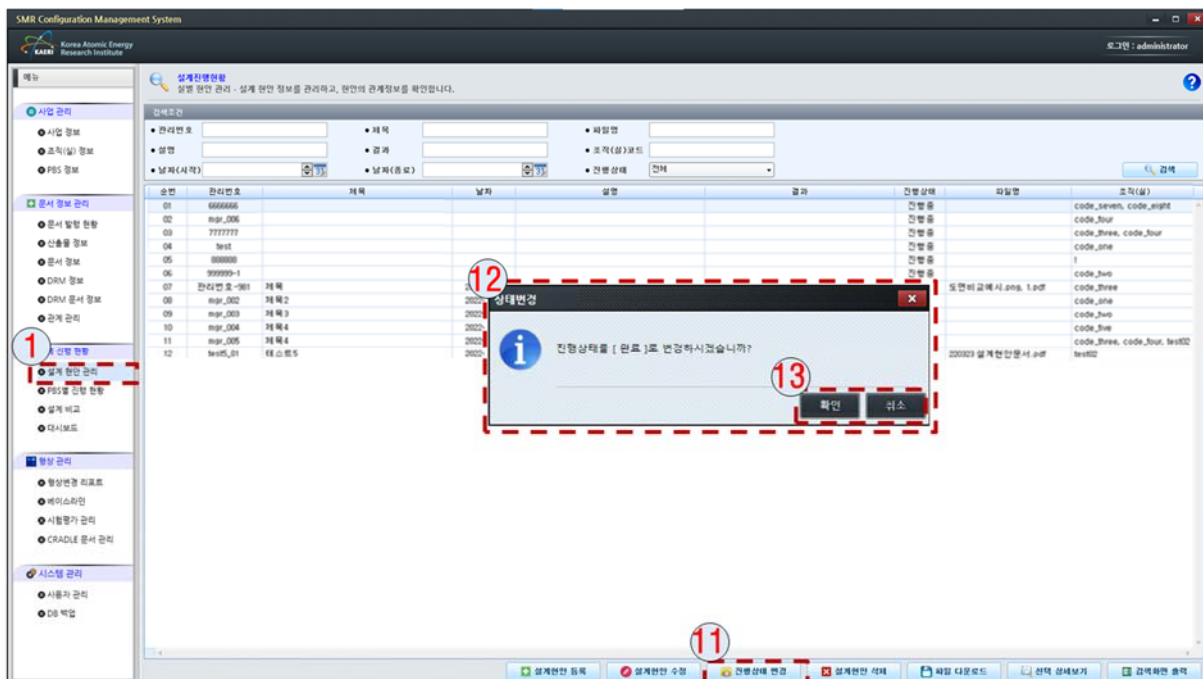 SMR Configuration Management System
KAERI Korea Atomic Energy
Research Institute
로그인 : administrator
메뉴
사업 관리
사업 정보
조직(실) 정보
PBS 정보
문서 정보 관리
문서 발행 현황
산출물 정보
문서 정보
DRM 정보
DRM 문서 정보
관계 관리
1
진행 현황
설계 현안 관리
PBS별 진행 현황
설계 비교
대시보드
형상 관리
형상변경 리포트
베이스라인
시험평가 관리
CRADLE 문서 관리
시스템 관리
사용자 관리
DB 백업
설계진행현황
실별 현안 관리 - 설계 현안 정보를 관리하고, 현안의 관계정보를 확인합니다.
검색조건
관리번호 제목 파일명
설명 결과 조직(실)코드
날짜(시작) 날짜(종료) 진행상태 전체 검색
순번 관리번호 제목 날짜 설명 결과 진행상태 파일명 조직(실)
01 6666666 진행중 code_seven, code_eight
02 mgr_006 진행중 code_four
03 7777777 진행중 code_three, code_four
04 test 진행중 code_one
05 888888 진행중 !
06 999999-1 진행중 code_two
07 관리번호-981 제목 도면비교예시.png, 1.pdf code_three
08 mgr_002 제목2 2022- code_one
09 mgr_003 제목3 2022- code_two
10 mgr_004 제목4 2022- code_five
11 mgr_005 제목4 2022- code_three, code_four, test02
12 test5_01 테스트5 2022- 220323 설계현안문서.pdf test02
12
상태변경
진행상태를 [ 완료 ]로 변경하시겠습니까?
13
확인 취소
11
설계현안 등록 설계현안 수정 진행상태 변경 설계현안 삭제 파일 다운로드 선택 상세보기 검색화면 출력